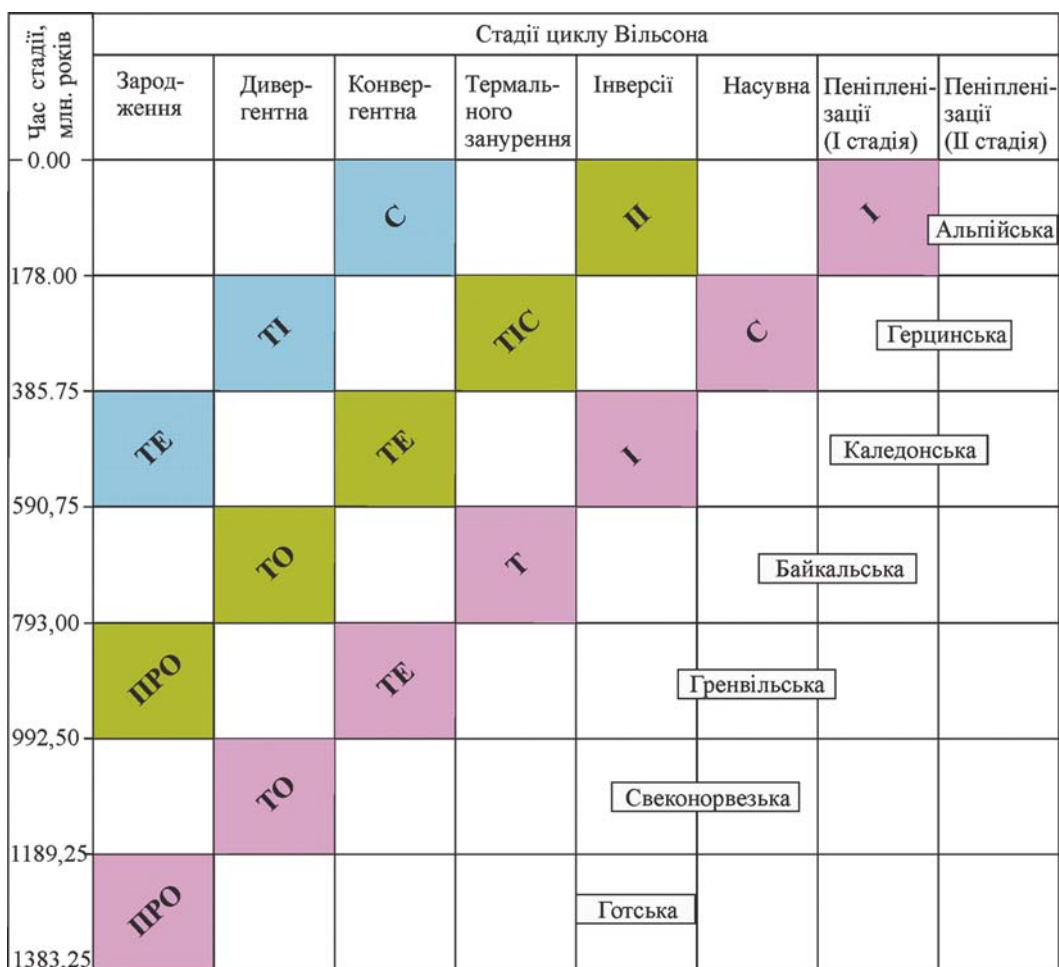 Час стадії,
млн. років
Стадії циклу Вільсона
Зарод-
ження
Дивер-
гентна
Конвер-
гентна
Термаль-
ного
занурення
Інверсії
Насувна
Пеніплені-
зації
(І стадія)
Пеніплені-
зації
(ІІ стадія)
0.00
С
ІІ
І
Альпійська
178.00
ТІ
ТІС
С
Герцинська
385.75
ТЕ
ТЕ
І
Каледонська
590,75
ТО
Т
Байкальська
793,00
ПРО
ТЕ
Гренвільська
992,50
ТО
Свеконорвезька
1189,25
ПРО
Готська
1383,25